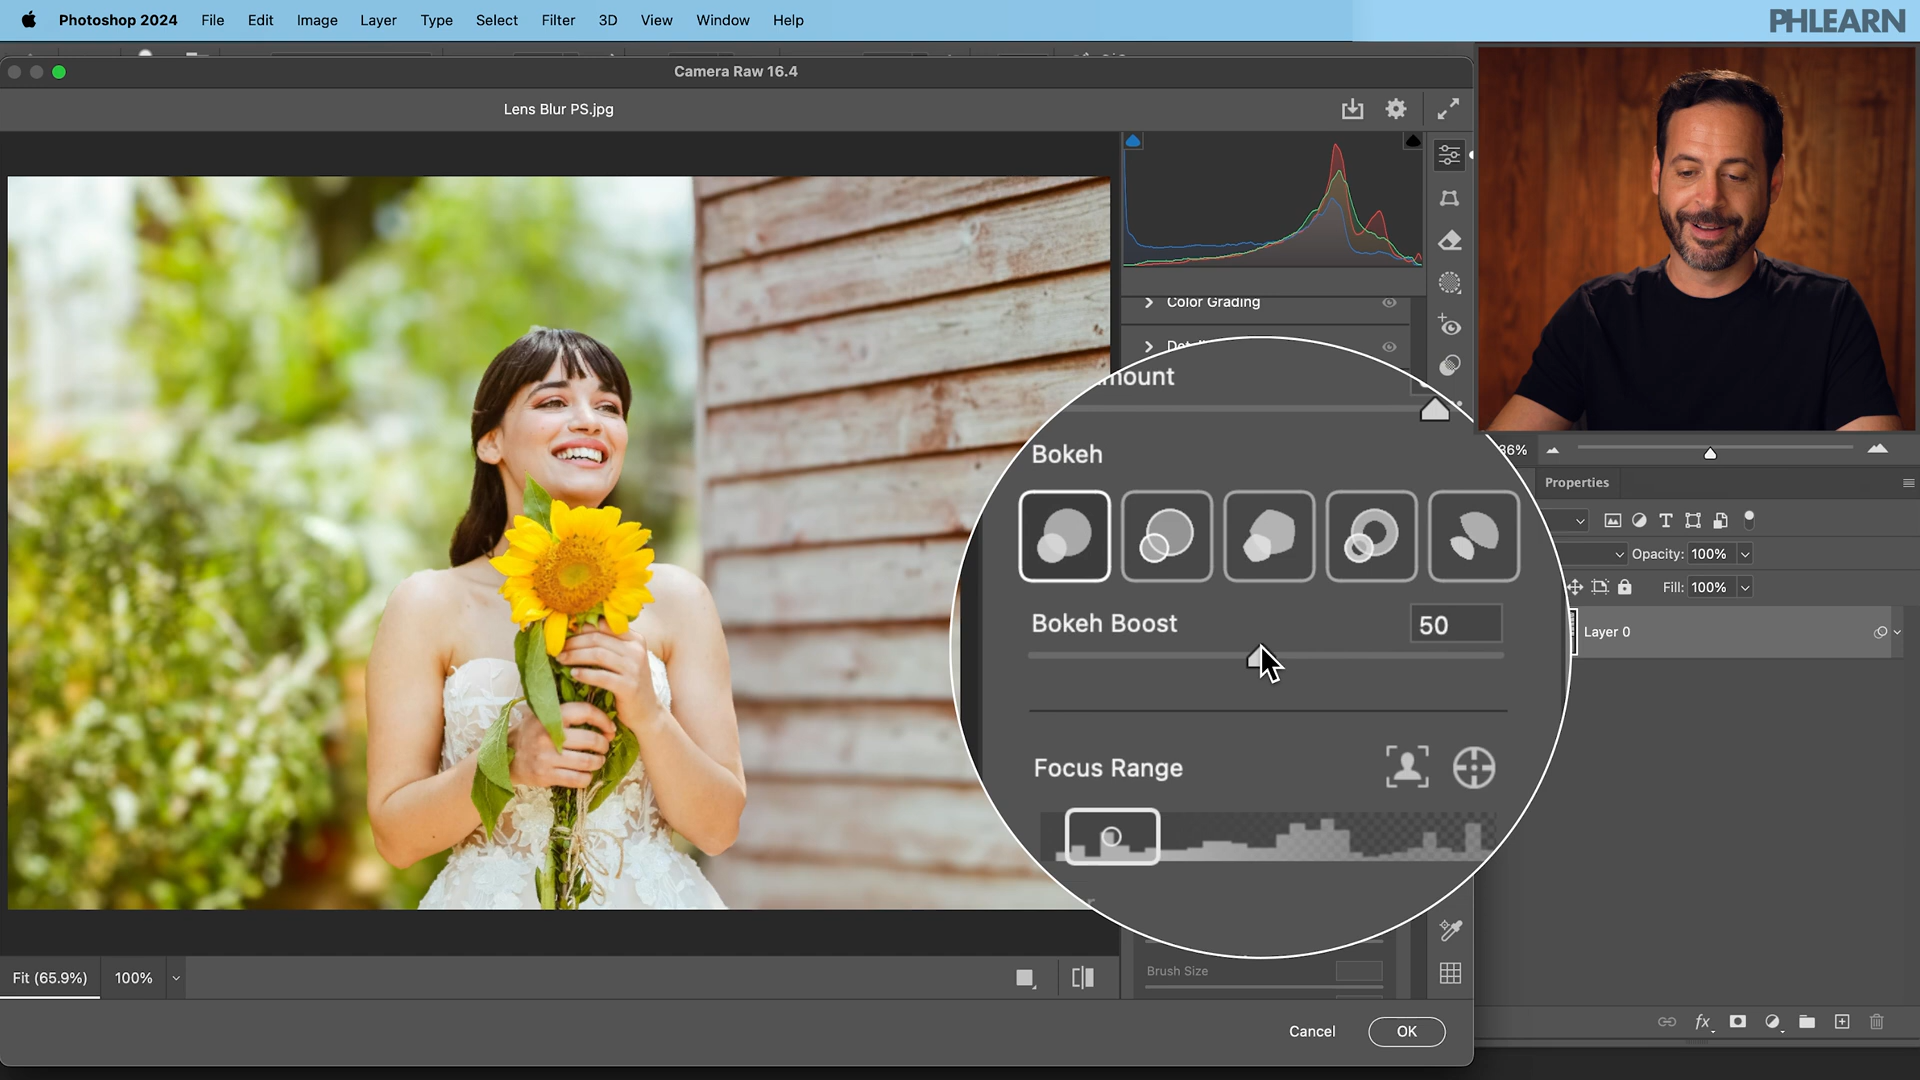 Photoshop 2024 File Edit Image Layer Type Select Filter 3D View Window Help
PHLEARN
Camera Raw 16.4
Lens Blur PS.jpg
Color Grading
Bokeh
Bokeh Boost 50
Focus Range
Properties
Opacity: 100%
Fill: 100%
Layer 0
Brush Size
Fit (65.9%) 100%
Cancel OK
fx